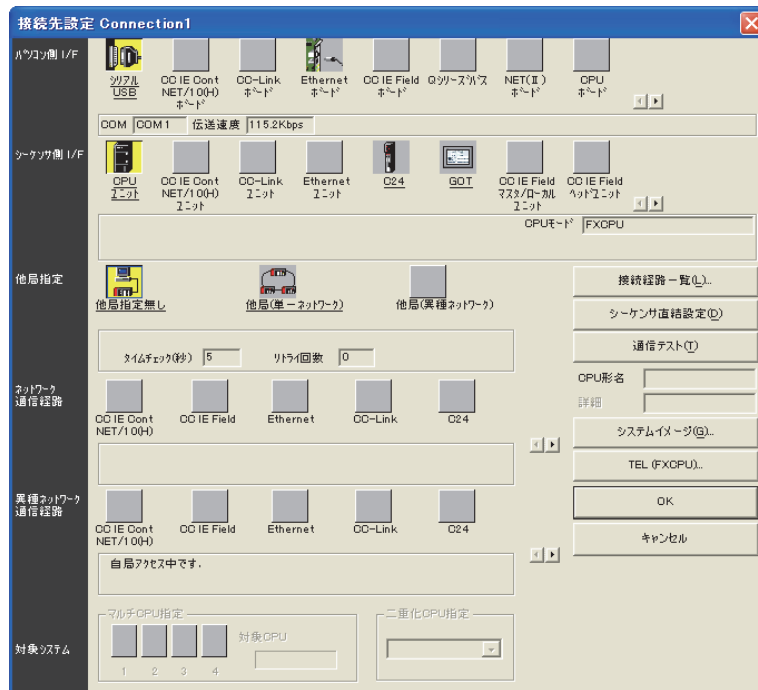 接続先設定 Connection1
パソコン側 I/F
シリアル
USB
CC IE Cont
NET/10(H)
ボード
CC-Link
ボード
Ethernet
ボード
CC IE Field
ボード
Qシリーズバス
NET(Ⅱ)
ボード
CPU
ボード
COM COM 1 伝送速度 115.2Kbps
シーケンサ側 I/F
CPU
ユニット
CC IE Cont
NET/10(H)
ユニット
CC-Link
ユニット
Ethernet
ユニット
C24
GOT
CC IE Field
マスタ/ローカル
ユニット
CC IE Field
ヘッドユニット
CPUモード FXCPU
他局指定
他局指定無し
他局(単一ネットワーク)
他局(異種ネットワーク)
タイムチェック(秒) 5 リトライ回数 0
接続経路一覧(L)...
シーケンサ直結設定(D)
通信テスト(T)
CPU形名
詳細
システムイメージ(G)...
TEL (FXCPU)...
OK
キャンセル
ネットワーク
通信経路
CC IE Cont
NET/10(H)
CC IE Field
Ethernet
CC-Link
C24
異種ネットワーク
通信経路
CC IE Cont
NET/10(H)
CC IE Field
Ethernet
CC-Link
C24
自局アクセス中です.
対象システム
マルチCPU指定
1 2 3 4
対象CPU
二重化CPU指定